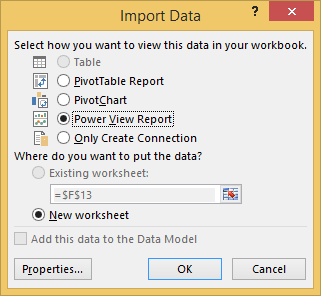 Import Data
Select how you want to view this data in your workbook.
Table
PivotTable Report
PivotChart
Power View Report
Only Create Connection
Where do you want to put the data?
Existing worksheet:
=$F$13
New worksheet
Add this data to the Data Model
Properties...
OK
Cancel